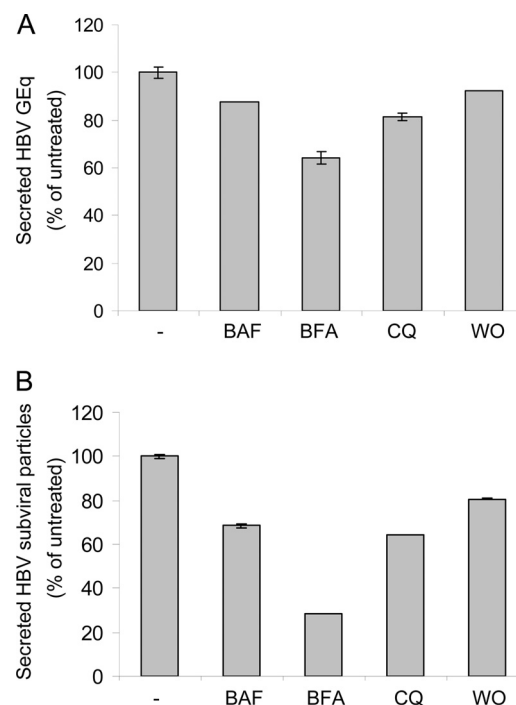 A
Secreted HBV GEq
(% of untreated)
120
100
80
60
40
20
0
- BAF BFA CQ WO
B
Secreted HBV subviral particles
(% of untreated)
120
100
80
60
40
20
0
- BAF BFA CQ WO